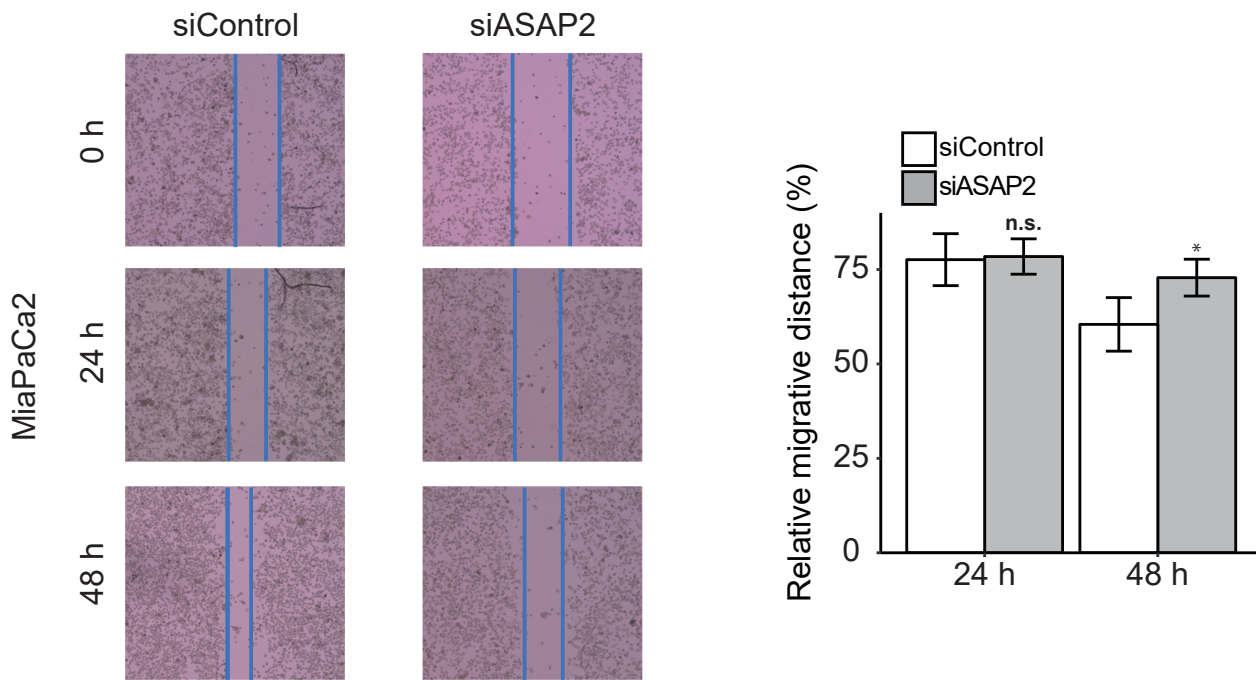 siControl
siASAP2
MiaPaCa2
0 h
24 h
48 h
siControl
siASAP2
Relative migrative distance (%)
75
50
25
0
n.s.
*
24 h
48 h